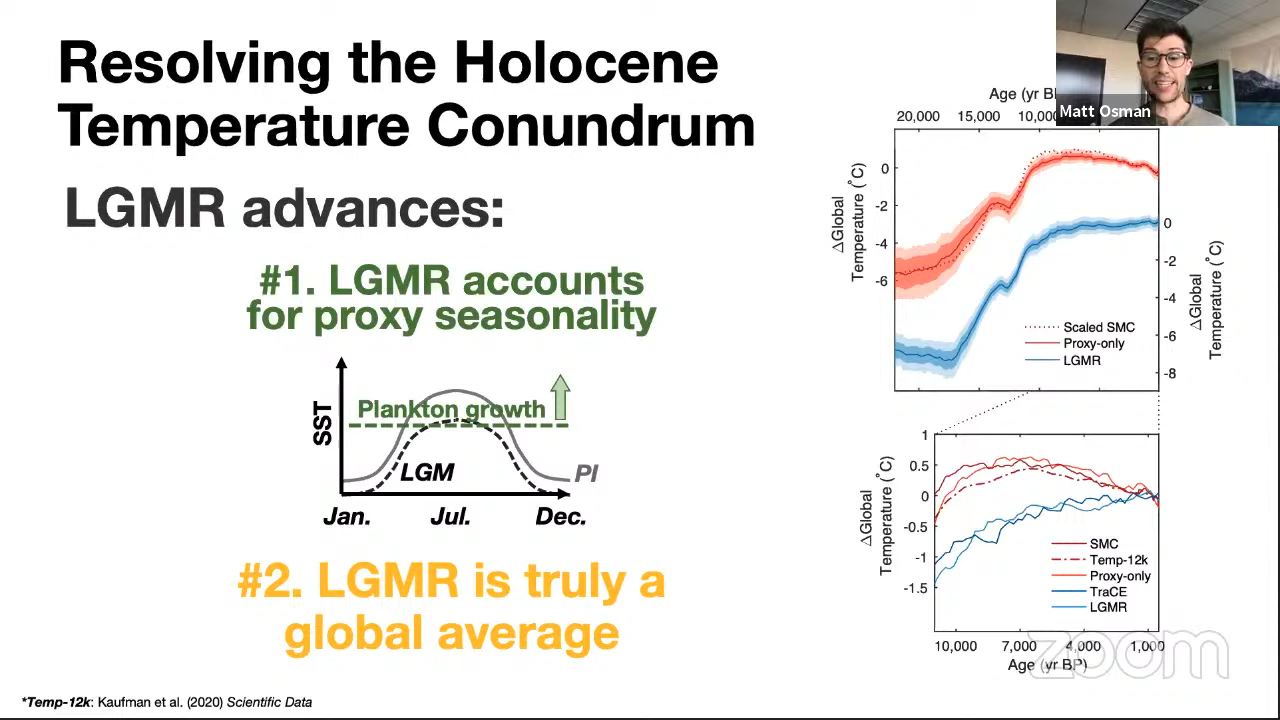 Resolving the Holocene
Temperature Conundrum
LGMR advances:
#1. LGMR accounts
for proxy seasonality
SST
Plankton growth
LGM
PI
Jan. Jul. Dec.
#2. LGMR is truly a
global average
*Temp-12k: Kaufman et al. (2020) Scientific Data
Matt Osman
Age (yr BP
20,000 15,000 10,000
ΔGlobal
Temperature (°C)
0
-2
-4
-6
0
-2
-4
-6
-8
ΔGlobal
Temperature (°C)
Scaled SMC
Proxy-only
LGMR
ΔGlobal
Temperature (°C)
1
0.5
0
-0.5
-1
-1.5
SMC
Temp-12k
Proxy-only
TraCE
LGMR
10,000 7,000 4,000 1,000
Age (yr BP)
zoom